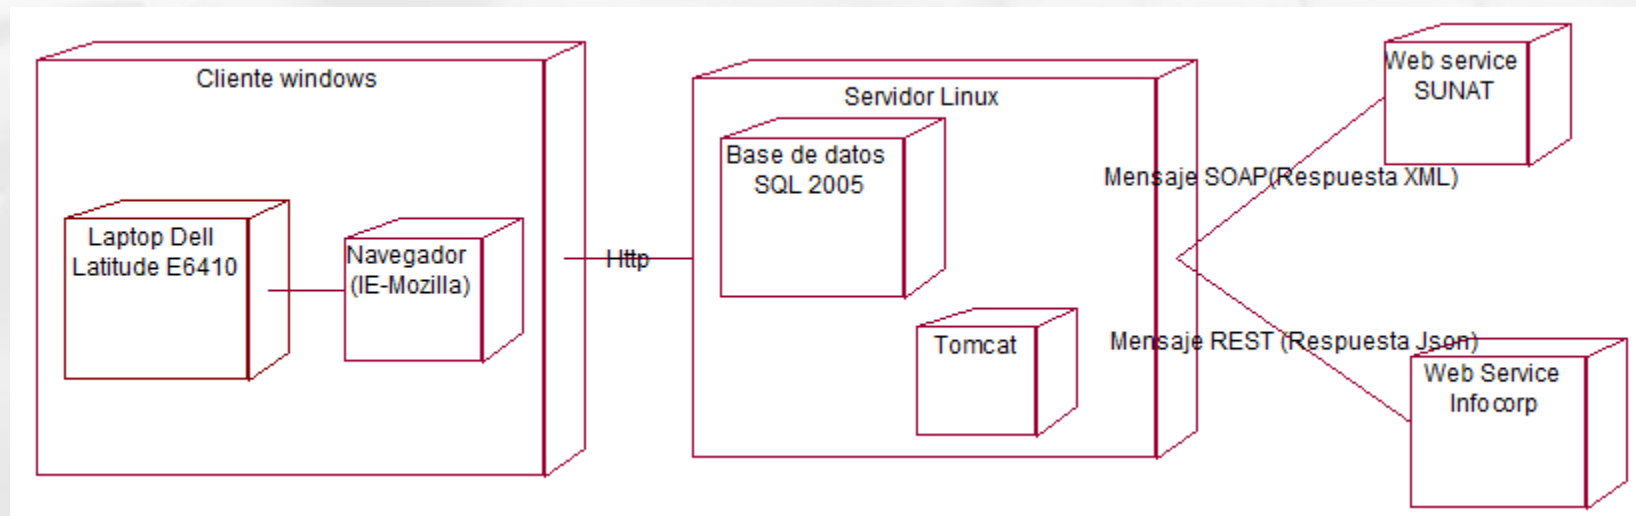 Cliente windows
Laptop Dell
Latitude E6410
Navegador
(IE-Mozilla)
Http
Servidor Linux
Base de datos
SQL 2005
Tomcat
Mensaje SOAP(Respuesta XML)
Mensaje REST (Respuesta Json)
Web service
SUNAT
Web Service
Infocorp